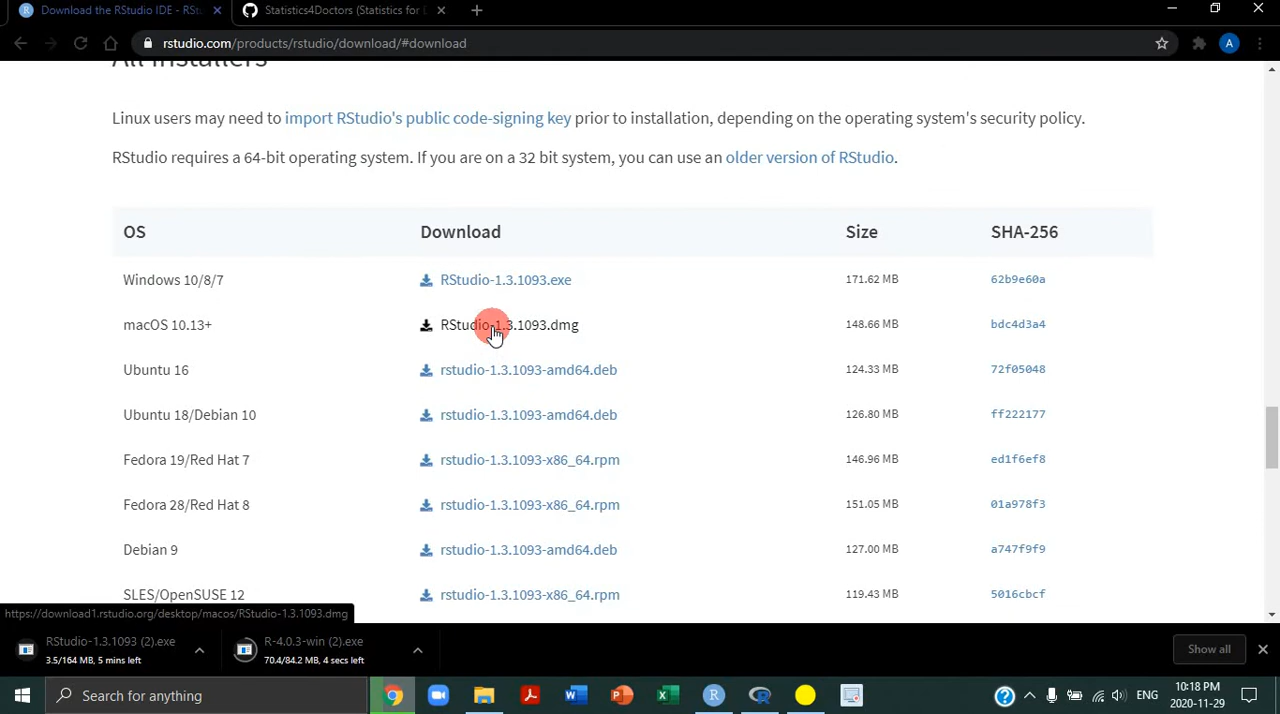 Download the RStudio IDE - RSt
Statistics4Doctors (Statistics for D
rstudio.com/products/rstudio/download/#download
A
All Installers
Linux users may need to import RStudio's public code-signing key prior to installation, depending on the operating system's security policy.
RStudio requires a 64-bit operating system. If you are on a 32 bit system, you can use an older version of RStudio.
OS Download Size SHA-256
Windows 10/8/7 RStudio-1.3.1093.exe 171.62 MB 62b9e60a
macOS 10.13+ RStudio-1.3.1093.dmg 148.66 MB bdc4d3a4
Ubuntu 16 rstudio-1.3.1093-amd64.deb 124.33 MB 72f05048
Ubuntu 18/Debian 10 rstudio-1.3.1093-amd64.deb 126.80 MB ff222177
Fedora 19/Red Hat 7 rstudio-1.3.1093-x86_64.rpm 146.96 MB ed1f6ef8
Fedora 28/Red Hat 8 rstudio-1.3.1093-x86_64.rpm 151.05 MB 01a978f3
Debian 9 rstudio-1.3.1093-amd64.deb 127.00 MB a747f9f9
SLES/OpenSUSE 12 rstudio-1.3.1093-x86_64.rpm 119.43 MB 5016cbcf
https://download1.rstudio.org/desktop/macos/RStudio-1.3.1093.dmg
RStudio-1.3.1093 (2).exe
3.5/164 MB, 5 mins left
R-4.0.3-win (2).exe
70.4/84.2 MB, 4 secs left
Show all
Search for anything
ENG
10:18 PM
2020-11-29